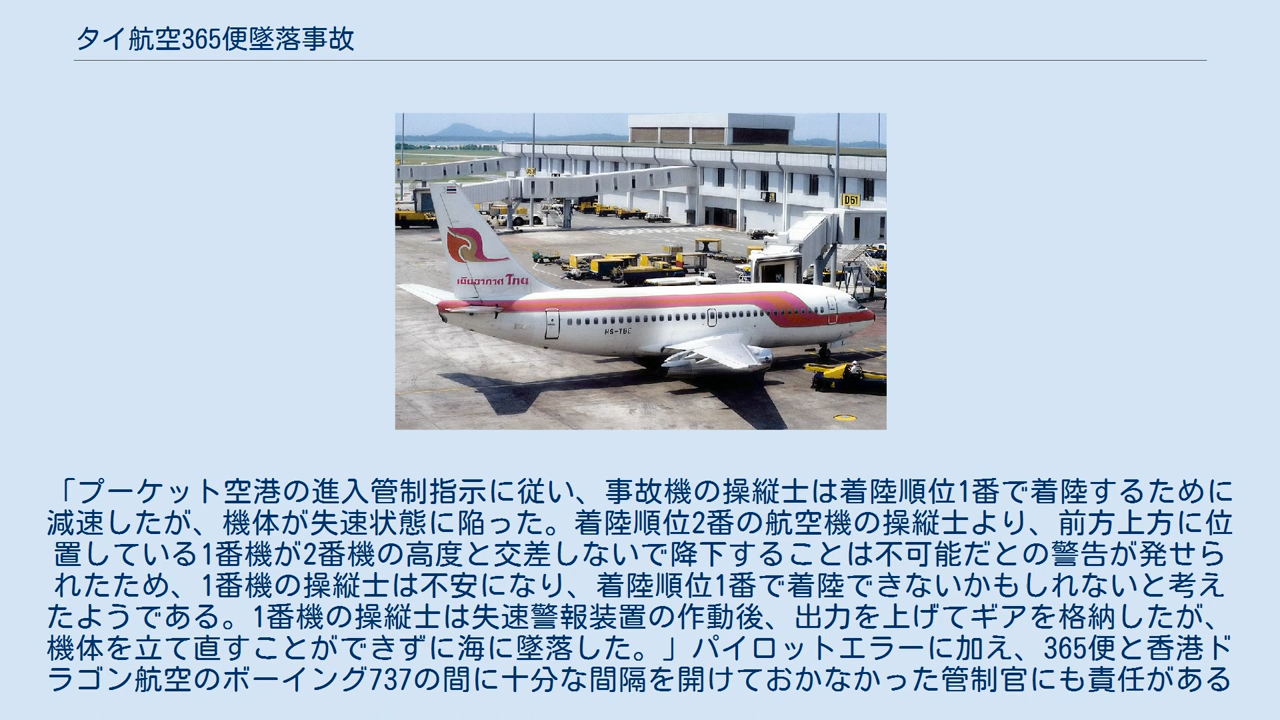 タイ航空365便墜落事故
D51
เดินอากาศ ไทย
HS-TBE
「プーケット空港の進入管制指示に従い、事故機の操縦士は着陸順位1番で着陸するために
減速したが、機体が失速状態に陥った。着陸順位2番の航空機の操縦士より、前方上方に位
置している1番機が2番機の高度と交差しないで降下することは不可能だとの警告が発せら
れたため、1番機の操縦士は不安になり、着陸順位1番で着陸できないかもしれないと考え
たようである。1番機の操縦士は失速警報装置の作動後、出力を上げてギアを格納したが、
機体を立て直すことができずに海に墜落した。」パイロットエラーに加え、365便と香港ド
ラゴン航空のボーイング737の間に十分な間隔を開けておかなかった管制官にも責任がある